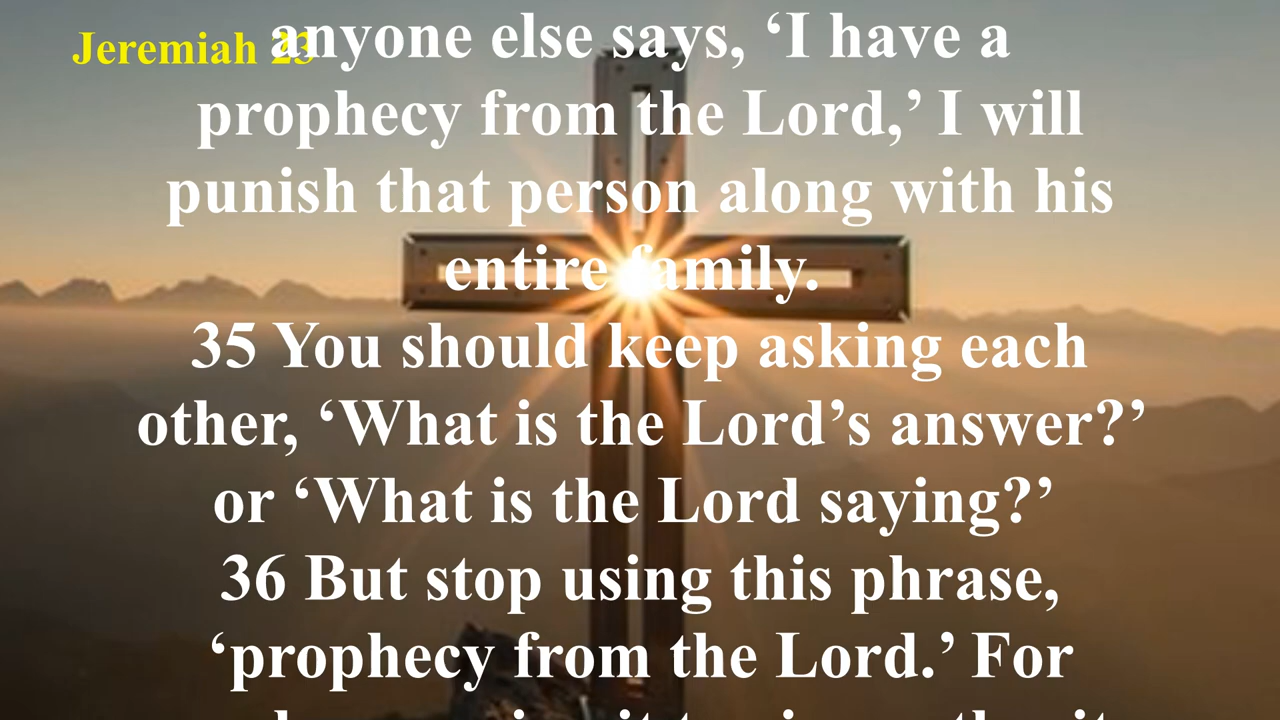 Jeremiah 23
anyone else says, ‘I have a
prophecy from the Lord,’ I will
punish that person along with his
entire family.
35 You should keep asking each
other, ‘What is the Lord’s answer?’
or ‘What is the Lord saying?’
36 But stop using this phrase,
‘prophecy from the Lord.’ For